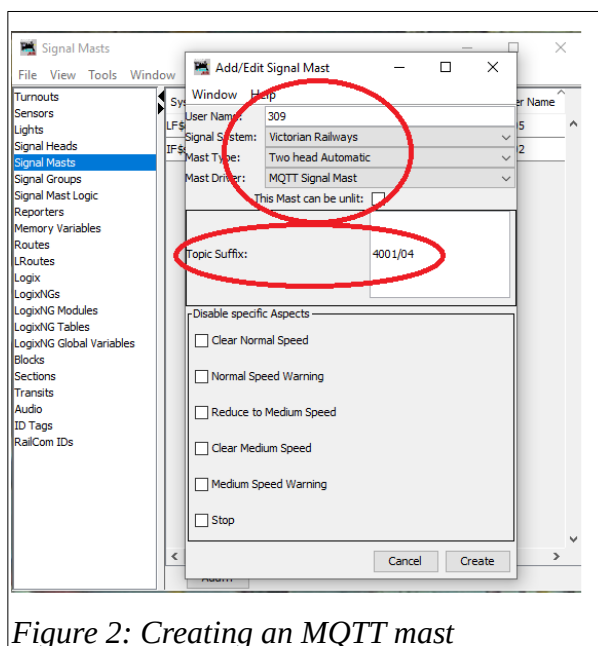 Signal Masts
File View Tools Window
Turnouts
Sensors
Lights
Signal Heads
Signal Masts
Signal Groups
Signal Mast Logic
Reporters
Memory Variables
Routes
LRoutes
Logix
LogixNGs
LogixNG Modules
LogixNG Tables
LogixNG Global Variables
Blocks
Sections
Transits
Audio
ID Tags
RailCom IDs
Sys
LF$
IF$
er Name
05
02
Add/Edit Signal Mast
Window Help
User Name: 309
Signal System: Victorian Railways
Mast Type: Two head Automatic
Mast Driver: MQTT Signal Mast
This Mast can be unlit:
Topic Suffix: 4001/04
Disable specific Aspects
Clear Normal Speed
Normal Speed Warning
Reduce to Medium Speed
Clear Medium Speed
Medium Speed Warning
Stop
Cancel Create
Figure 2: Creating an MQTT mast